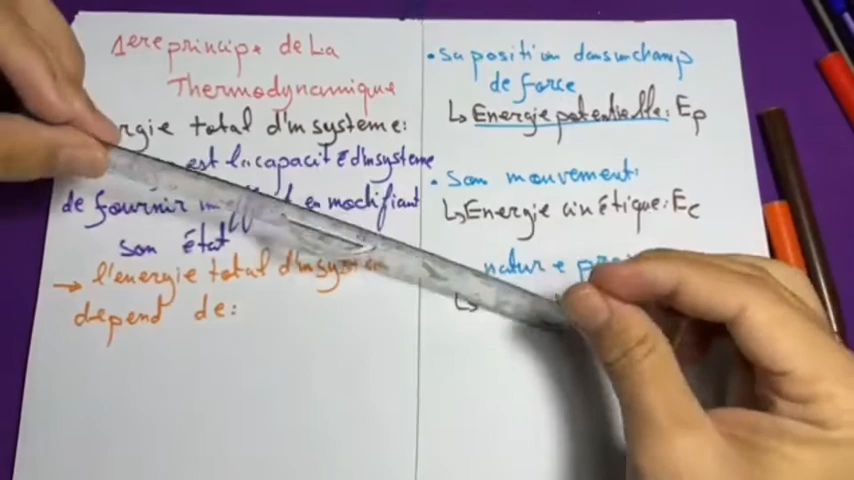 1ere principe de La
Thermodynamique
rgie total d'un systeme:
est la capacité d'un systeme
de fournir en modifiant
son état
→ l'energie total d'un sys
depend de:
• sa position dans un champ
de force
↳ Energie potentielle: Ep
• Son mouvement:
↳ Energie cinétique: Ec
nature